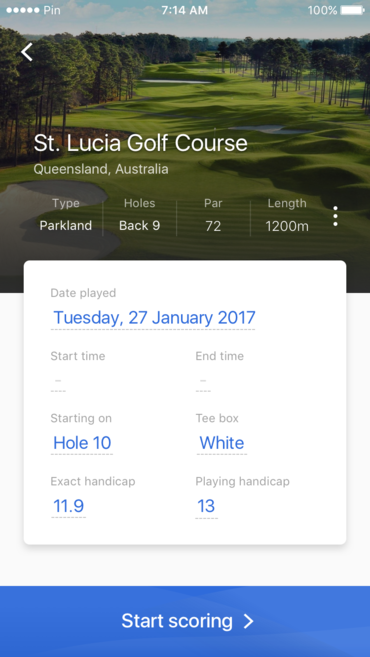 Pin 7:14 AM 100%
St. Lucia Golf Course
Queensland, Australia
Type Holes Par Length
Parkland Back 9 72 1200m
Date played
Tuesday, 27 January 2017
Start time End time
– –
Starting on Tee box
Hole 10 White
Exact handicap Playing handicap
11.9 13
Start scoring